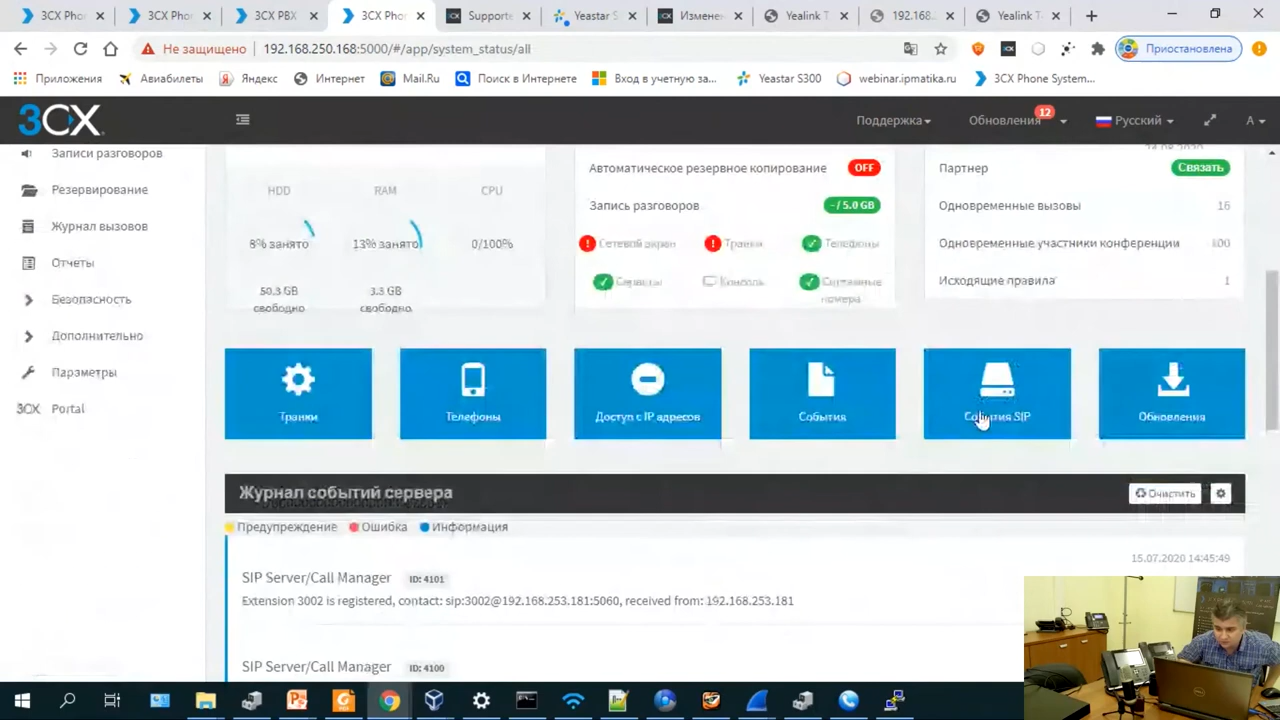 3CX Pho
3CX Phor
3CX PBX
3CX Pho
Supporte
Yeastar S
Изменен
Yealink T
192.168.
Yealink T
Не защищено
192.168.250.168:5000/#/app/system_status/all
Приостановлена
Приложения
Авиабилеты
Яндекс
Интернет
Mail.Ru
Поиск в Интернете
Вход в учетную за...
Yeastar S300
webinar.ipmatika.ru
3CX Phone System...
3CX
Поддержка
Обновления 12
Русский
A
Записи разговоров
Резервирование
Журнал вызовов
Отчеты
Безопасность
Дополнительно
Параметры
3CX Portal
HDD RAM CPU
8% занято 13% занято 0/100%
50.3 GB свободно
3.3 GB свободно
Автоматическое резервное копирование OFF
Запись разговоров - / 5.0 GB
Сетевой экран Транки Телефоны
Сервисы Консоль Системные номера
Партнер Связать
Одновременные вызовы 16
Одновременные участники конференции 100
Исходящие правила 1
Транки
Телефоны
Доступ с IP адресов
События
События SIP
Обновления
Журнал событий сервера
Очистить
Предупреждение Ошибка Информация
15.07.2020 14:45:49
SIP Server/Call Manager ID: 4101
Extension 3002 is registered, contact: sip:3002@192.168.253.181:5060, received from: 192.168.253.181
SIP Server/Call Manager ID: 4100